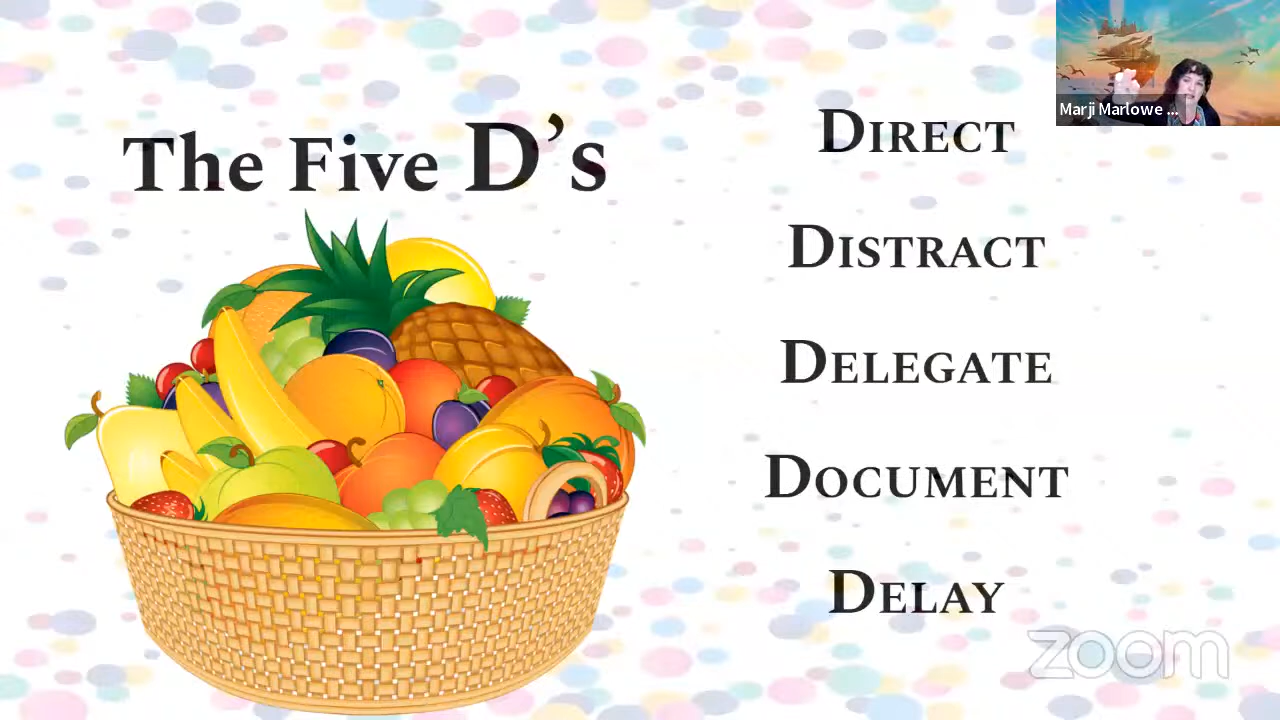 The Five D's
Direct
Distract
Delegate
Document
Delay
Marji Marlowe ...
zoom